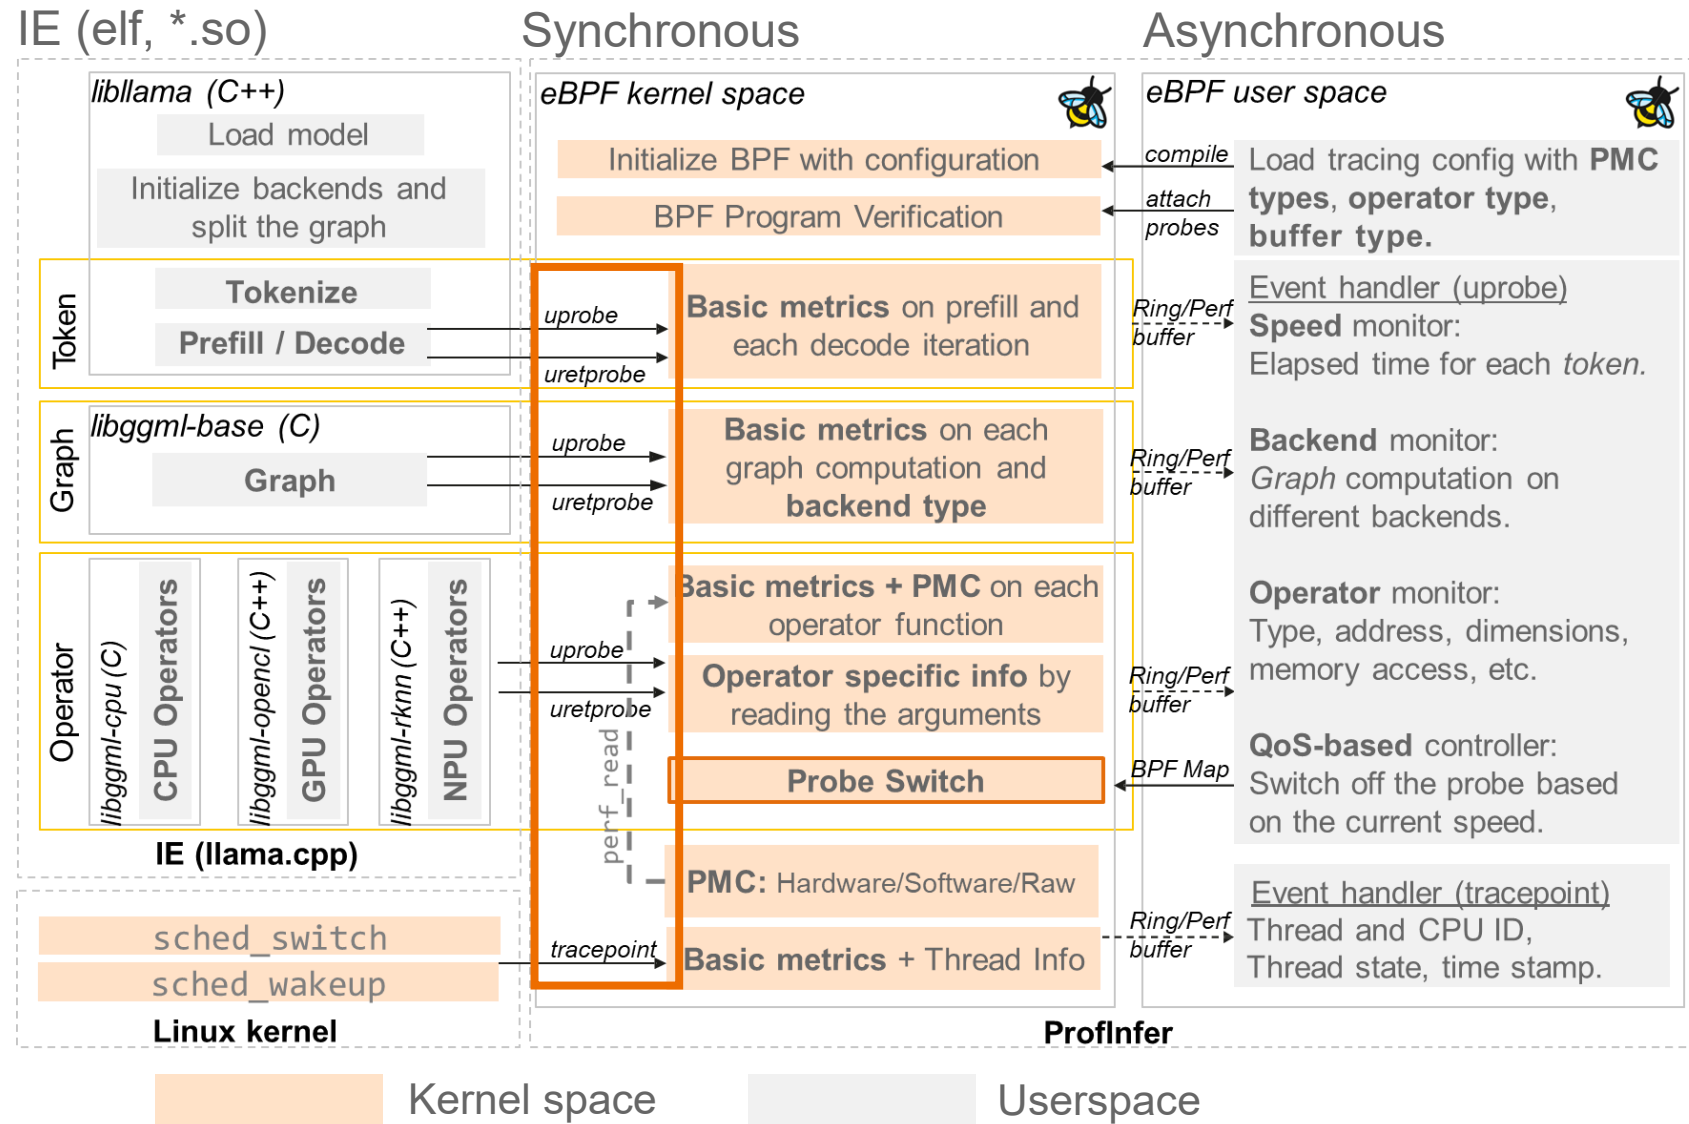 IE (elf, *.so)
Synchronous
Asynchronous
libllama (C++)
Load model
Initialize backends and
split the graph
Token
Tokenize
Prefill / Decode
Graph
libggml-base (C)
Graph
Operator
libggml-cpu (C)
CPU Operators
libggml-opencl (C++)
GPU Operators
libggml-rknn (C++)
NPU Operators
IE (llama.cpp)
sched_switch
sched_wakeup
Linux kernel
uprobe
uretprobe
uprobe
uretprobe
uprobe
uretprobe
perf_read
tracepoint
eBPF kernel space
Initialize BPF with configuration
BPF Program Verification
Basic metrics on prefill and
each decode iteration
Basic metrics on each
graph computation and
backend type
Basic metrics + PMC on each
operator function
Operator specific info by
reading the arguments
Probe Switch
PMC: Hardware/Software/Raw
Basic metrics + Thread Info
compile
attach
probes
Ring/Perf
buffer
Ring/Perf
buffer
Ring/Perf
buffer
BPF Map
Ring/Perf
buffer
eBPF user space
Load tracing config with PMC
types, operator type,
buffer type.
Event handler (uprobe)
Speed monitor:
Elapsed time for each token.
Backend monitor:
Graph computation on
different backends.
Operator monitor:
Type, address, dimensions,
memory access, etc.
QoS-based controller:
Switch off the probe based
on the current speed.
Event handler (tracepoint)
Thread and CPU ID,
Thread state, time stamp.
ProfInfer
Kernel space
Userspace